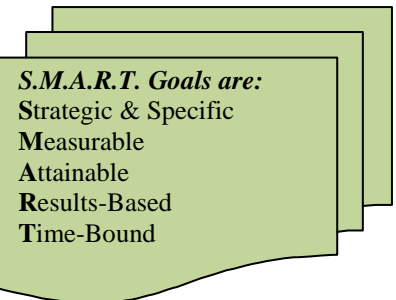 S.M.A.R.T. Goals are:
Strategic & Specific
Measurable
Attainable
Results-Based
Time-Bound